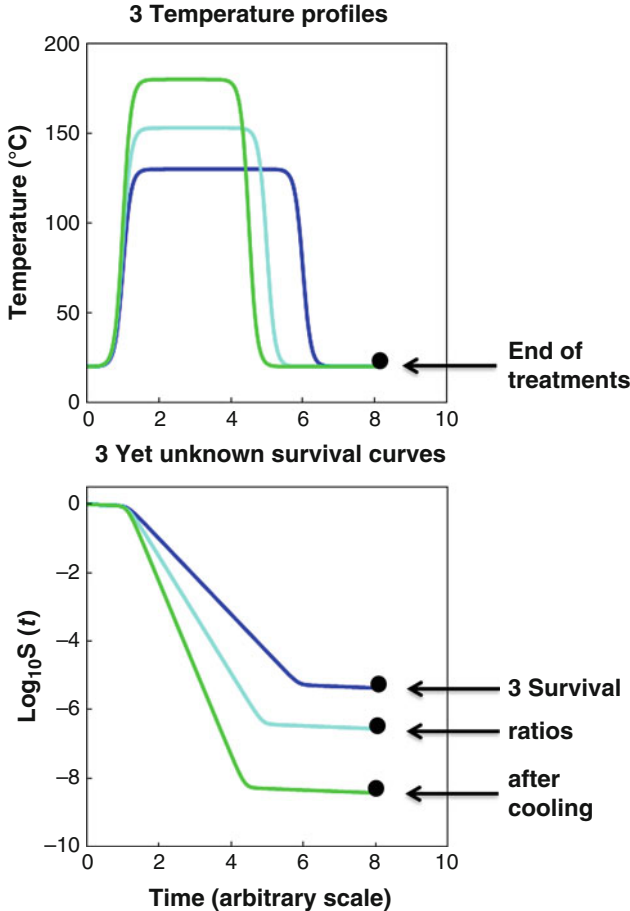 3 Temperature profiles
Temperature (°C)
200
150
100
50
0
0 2 4 6 8 10
End of
treatments
3 Yet unknown survival curves
Log10S (t)
0
–2
–4
–6
–8
–10
0 2 4 6 8 10
3 Survival
ratios
after
cooling
Time (arbitrary scale)